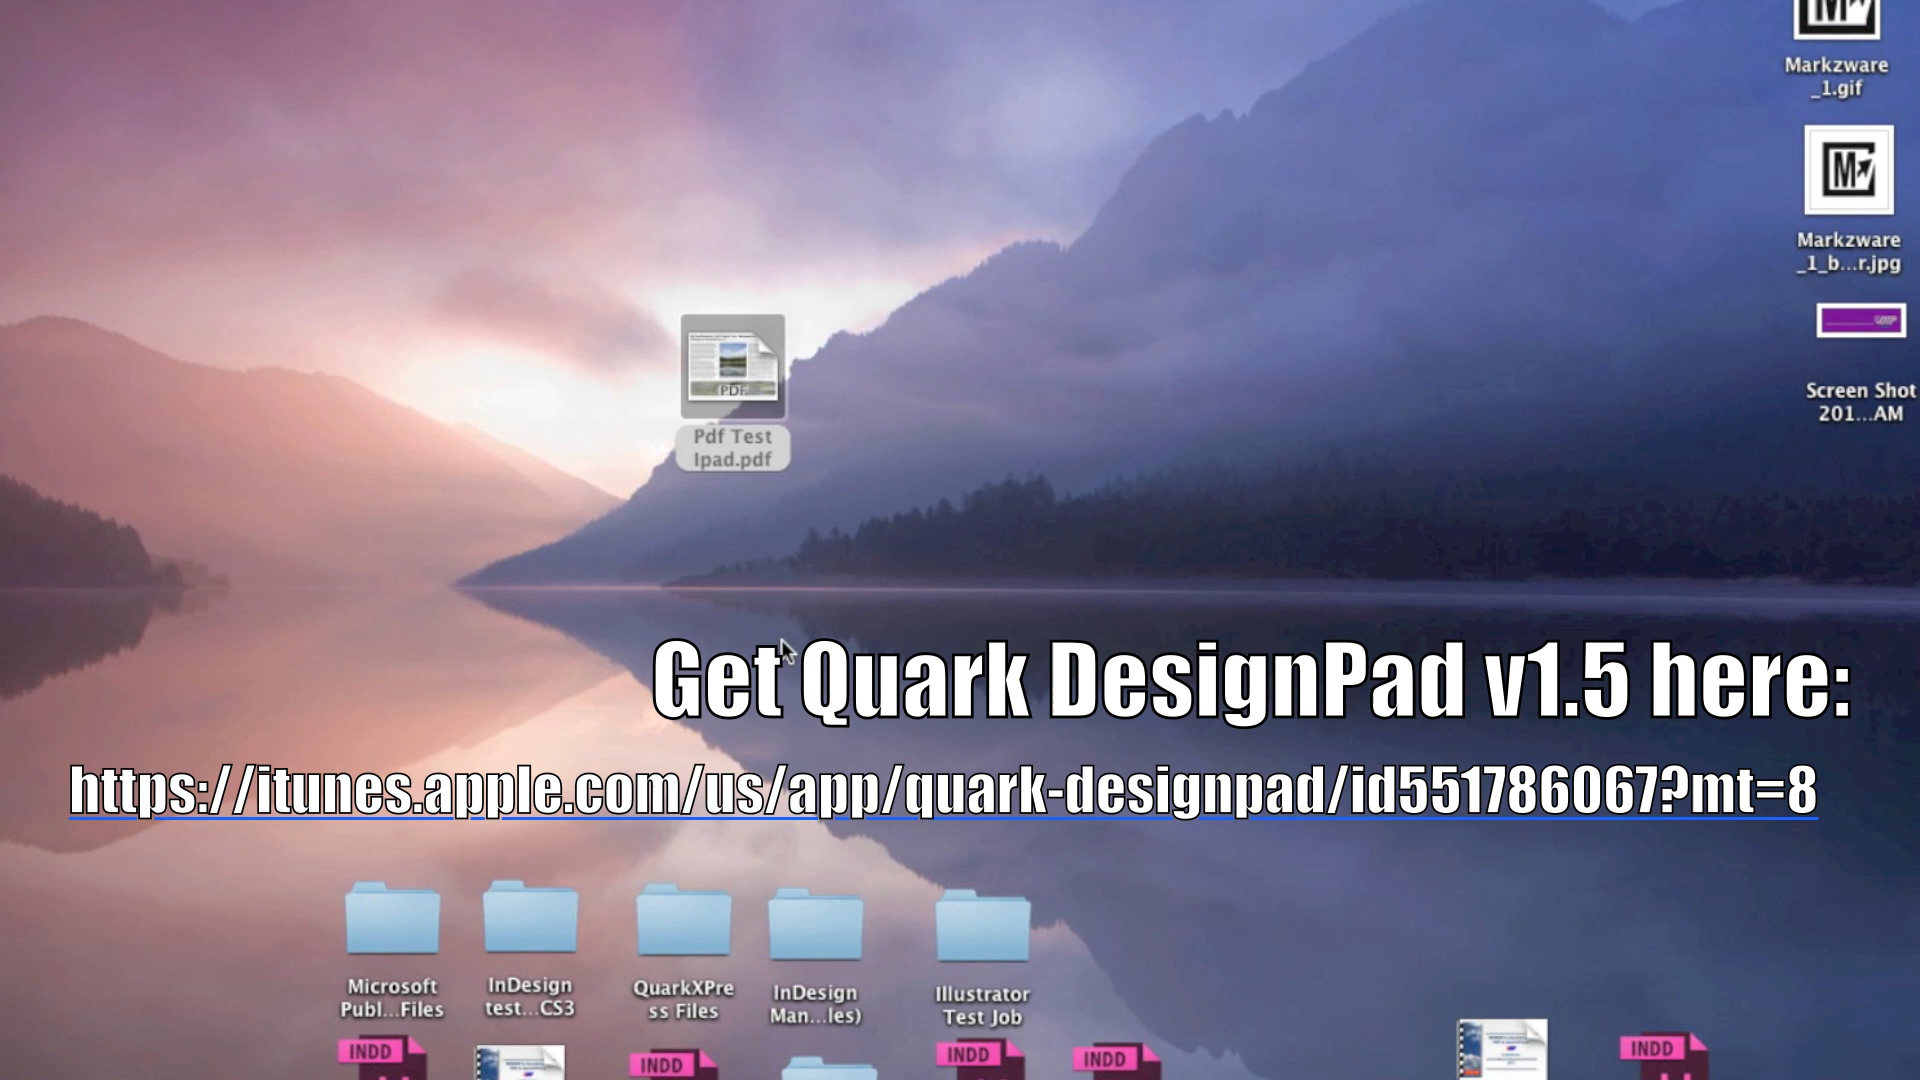 Markzware
_1.gif
Markzware
_1_b...r.jpg
Screen Shot
201...AM
PDF
Pdf Test
Ipad.pdf
Get Quark DesignPad v1.5 here:
https://itunes.apple.com/us/app/quark-designpad/id551786067?mt=8
Microsoft
Publ...Files
InDesign
test...CS3
QuarkXPre
ss Files
InDesign
Man...les)
Illustrator
Test Job
INDD
INDD
INDD
INDD
INDD